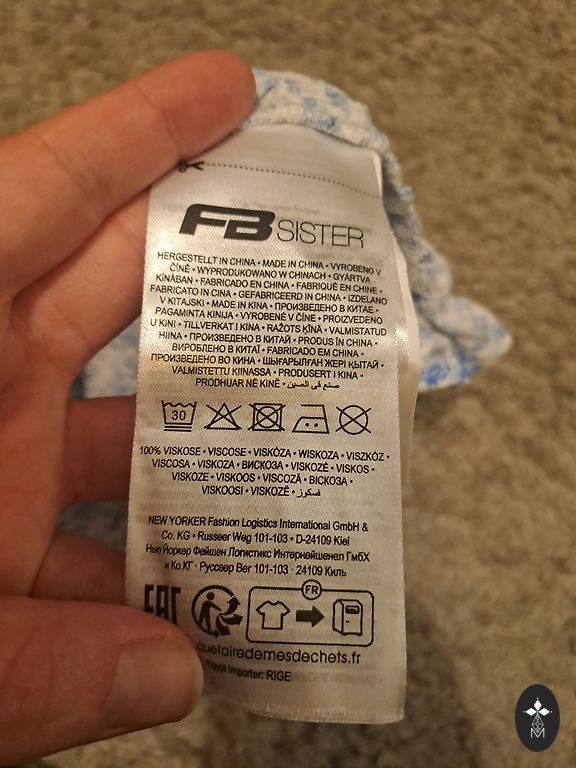 FB SISTER
HERGESTELLT IN CHINA • MADE IN CHINA • VYROBENO V
ČÍNĚ • WYPRODUKOWANO W CHINACH • GYÁRTVA
KÍNÁBAN • FABRICADO EN CHINA • FABRIQUÉ EN CHINE •
FABRICATO IN CINA • GEFABRICEERD IN CHINA • IZDELANO
V KITAJSKI • MADE IN KINA • ПРОИЗВЕДЕНО В КИТАЕ •
PAGAMINTA KINIJA • VYROBENÉ V ČÍNE • PROIZVEDENO
U KINI • TILLVERKAT I KINA • RAŽOTS ĶĪNĀ • VALMISTATUD
HIINA • ПРОИЗВЕДЕНО В КИТАЙ • PRODUS ÎN CHINA •
ВИРОБЛЕНО В КИТАЇ • FABRICADO EM CHINA •
ПРОИЗВЕДЕНО ВО КИНА • ШЫҒАРЫЛҒАН ЖЕРІ ҚЫТАЙ •
VALMISTETTU KIINASSA • PRODUSERT I KINA •
PRODHUAR NË KINË • صنع في الصين
30
100% VISKOSE • VISCOSE • VISKÓZA • WISKOZA • VISZKÓZ •
VISCOSA • VISKOZA • ВИСКОЗА • VISKOZĖ • VISKOS •
VISKOZE • VISKOOS • VISCOZĂ • ВІСКОЗА •
VISKOOSI • VISKOZË • فسكوز
NEW YORKER Fashion Logistics International GmbH &
Co. KG • Russeer Weg 101-103 • D-24109 Kiel
Нью Йоркер Фейшен Логистикс Интернейшенел ГмбХ
и Ко.КГ • Руссеер Вег 101-103 • 24109 Киль
EAC
FR
quefairedemesdechets.fr
Egypt Importer: RIGE
M